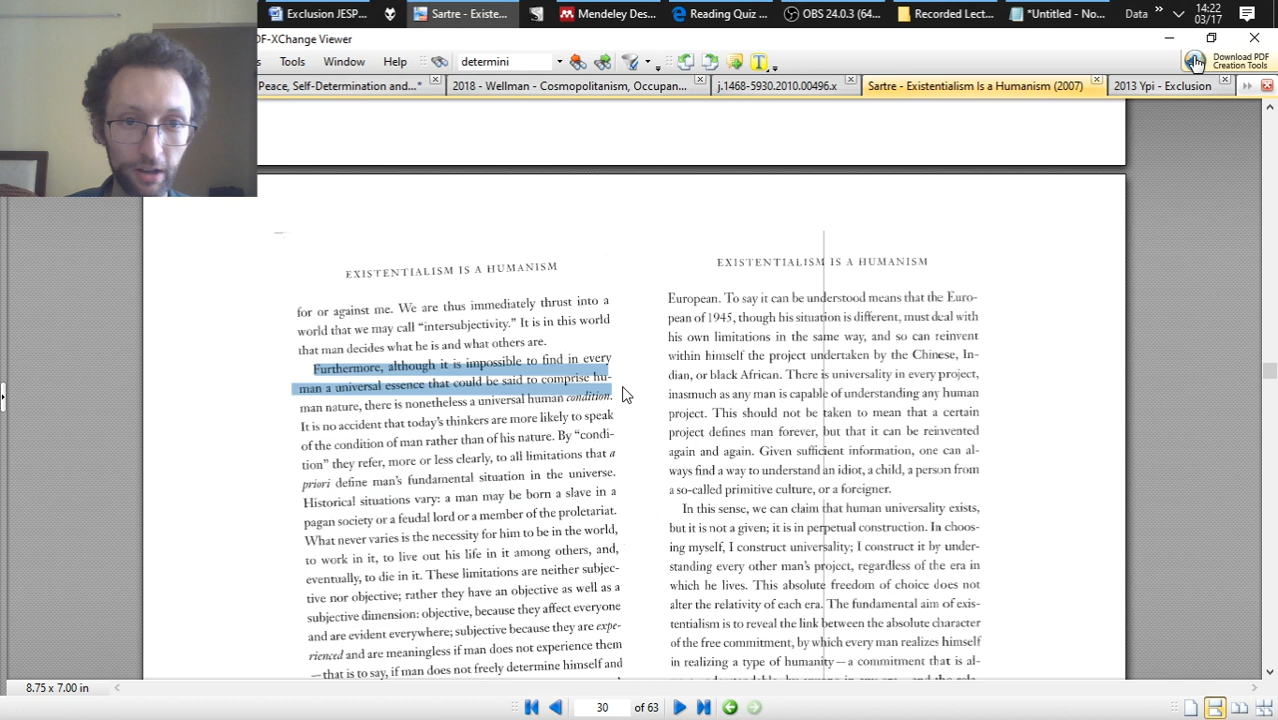 Exclusion JESP...
Sartre - Existe...
Mendeley Des...
Reading Quiz ...
OBS 24.0.3 (64...
Recorded Lect...
*Untitled - No...
Data
14:22
03/17
DF-XChange Viewer
Tools
Window
Help
determini
Download PDF
Creation Tools
Peace, Self-Determination and...*
2018 - Wellman - Cosmopolitanism, Occupan...
j.1468-5930.2010.00496.x
Sartre - Existentialism Is a Humanism (2007)
2013 Ypi - Exclusion
EXISTENTIALISM IS A HUMANISM
for or against me. We are thus immediately thrust into a
world that we may call “intersubjectivity.” It is in this world
that man decides what he is and what others are.
Furthermore, although it is impossible to find in every
man a universal essence that could be said to comprise hu-
man nature, there is nonetheless a universal human condition.
It is no accident that today's thinkers are more likely to speak
of the condition of man rather than of his nature. By “condi-
tion” they refer, more or less clearly, to all limitations that a
priori define man's fundamental situation in the universe.
Historical situations vary: a man may be born a slave in a
pagan society or a feudal lord or a member of the proletariat.
What never varies is the necessity for him to be in the world,
to work in it, to live out his life in it among others, and,
eventually, to die in it. These limitations are neither subjec-
tive nor objective; rather they have an objective as well as a
subjective dimension: objective, because they affect everyone
and are evident everywhere; subjective because they are expe-
rienced and are meaningless if man does not experience them
—that is to say, if man does not freely determine himself and
EXISTENTIALISM IS A HUMANISM
European. To say it can be understood means that the Euro-
pean of 1945, though his situation is different, must deal with
his own limitations in the same way, and so can reinvent
within himself the project undertaken by the Chinese, In-
dian, or black African. There is universality in every project,
inasmuch as any man is capable of understanding any human
project. This should not be taken to mean that a certain
project defines man forever, but that it can be reinvented
again and again. Given sufficient information, one can al-
ways find a way to understand an idiot, a child, a person from
a so-called primitive culture, or a foreigner.
In this sense, we can claim that human universality exists,
but it is not a given; it is in perpetual construction. In choos-
ing myself, I construct universality; I construct it by under-
standing every other man's project, regardless of the era in
which he lives. This absolute freedom of choice does not
alter the relativity of each era. The fundamental aim of exis-
tentialism is to reveal the link between the absolute character
of the free commitment, by which every man realizes himself
in realizing a type of humanity—a commitment that is al-
8.75 x 7.00 in
30
of 63